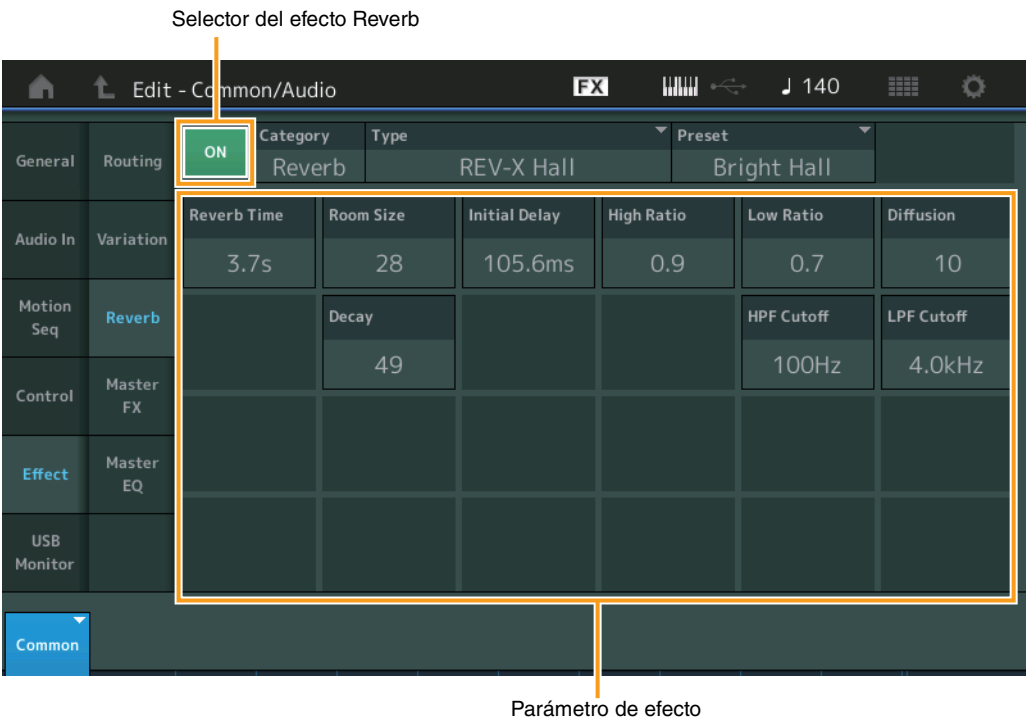 Selector del efecto Reverb
Edit - Common/Audio
FX
140
General
Routing
ON
Category
Reverb
Type
REV-X Hall
Preset
Bright Hall
Audio In
Variation
Reverb Time
3.7s
Room Size
28
Initial Delay
105.6ms
High Ratio
0.9
Low Ratio
0.7
Diffusion
10
Motion
Seq
Reverb
Decay
49
HPF Cutoff
100Hz
LPF Cutoff
4.0kHz
Control
Master
FX
Effect
Master
EQ
USB
Monitor
Common
Parámetro de efecto